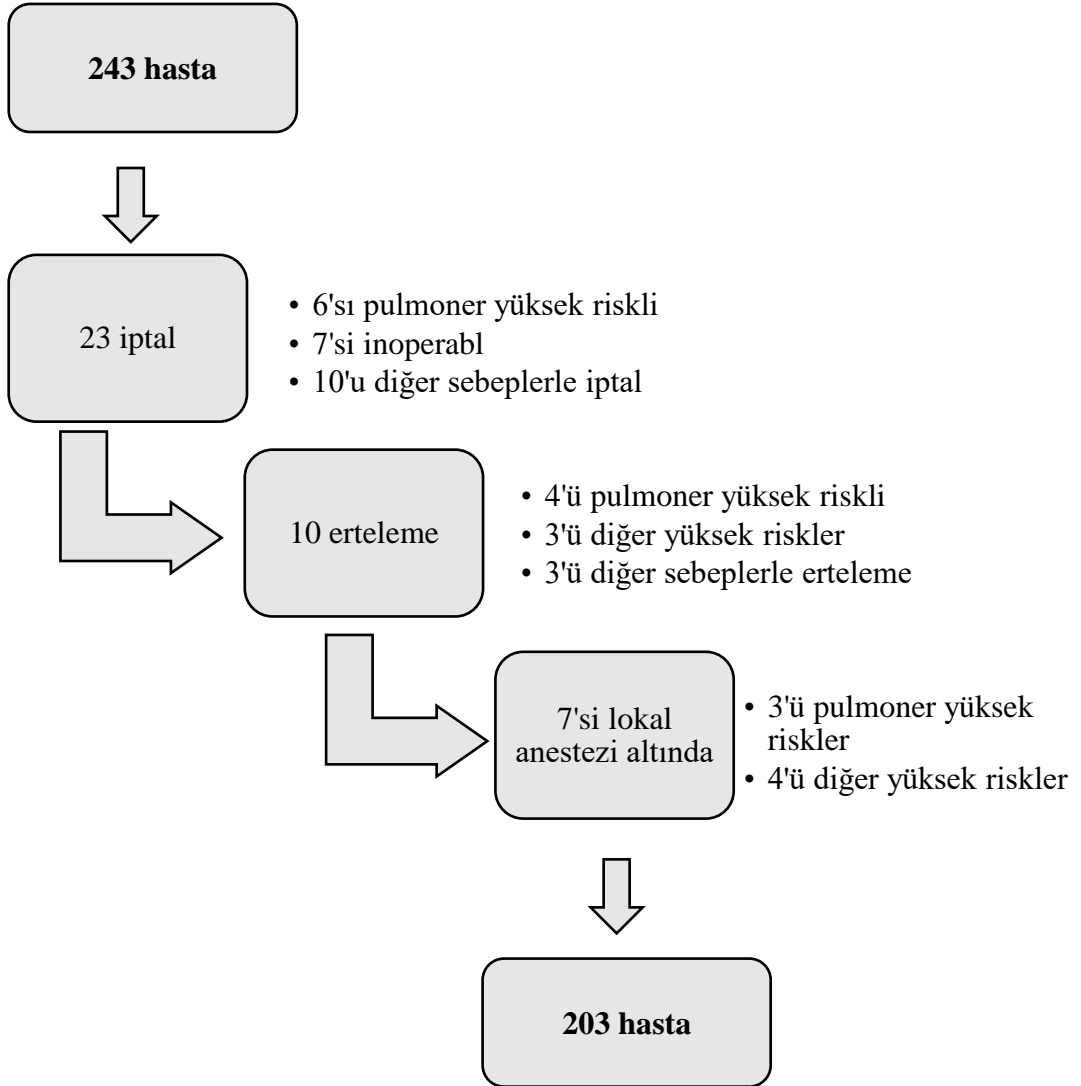 243 hasta
23 iptal
• 6'sı pulmoner yüksek riskli
• 7'si inoperabl
• 10'u diğer sebeplerle iptal
10 erteleme
• 4'ü pulmoner yüksek riskli
• 3'ü diğer yüksek riskler
• 3'ü diğer sebeplerle erteleme
7'si lokal
anestezi altında
• 3'ü pulmoner yüksek
riskler
• 4'ü diğer yüksek riskler
203 hasta